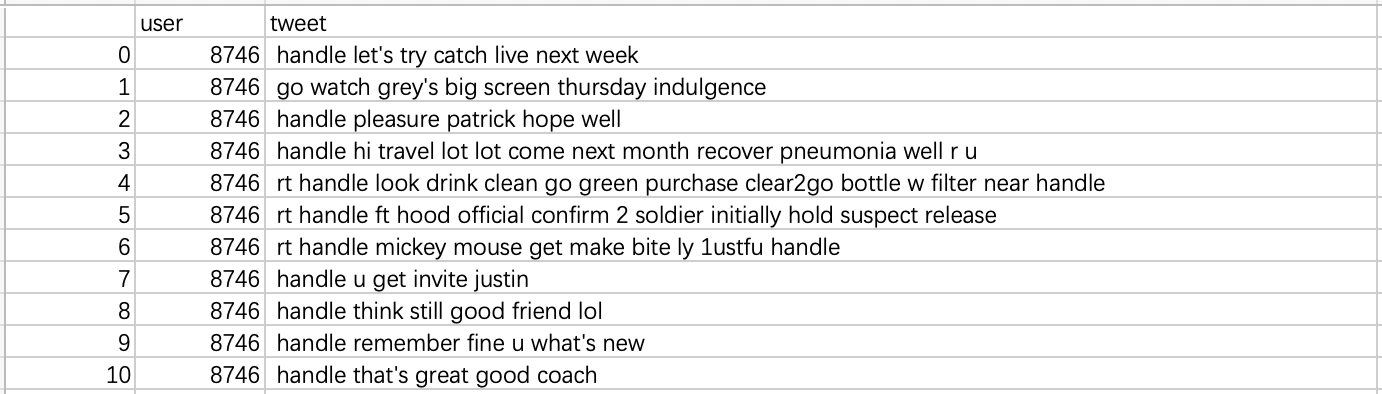 user tweet
0 8746 handle let's try catch live next week
1 8746 go watch grey's big screen thursday indulgence
2 8746 handle pleasure patrick hope well
3 8746 handle hi travel lot lot come next month recover pneumonia well r u
4 8746 rt handle look drink clean go green purchase clear2go bottle w filter near handle
5 8746 rt handle ft hood official confirm 2 soldier initially hold suspect release
6 8746 rt handle mickey mouse get make bite ly 1ustfu handle
7 8746 handle u get invite justin
8 8746 handle think still good friend lol
9 8746 handle remember fine u what's new
10 8746 handle that's great good coach